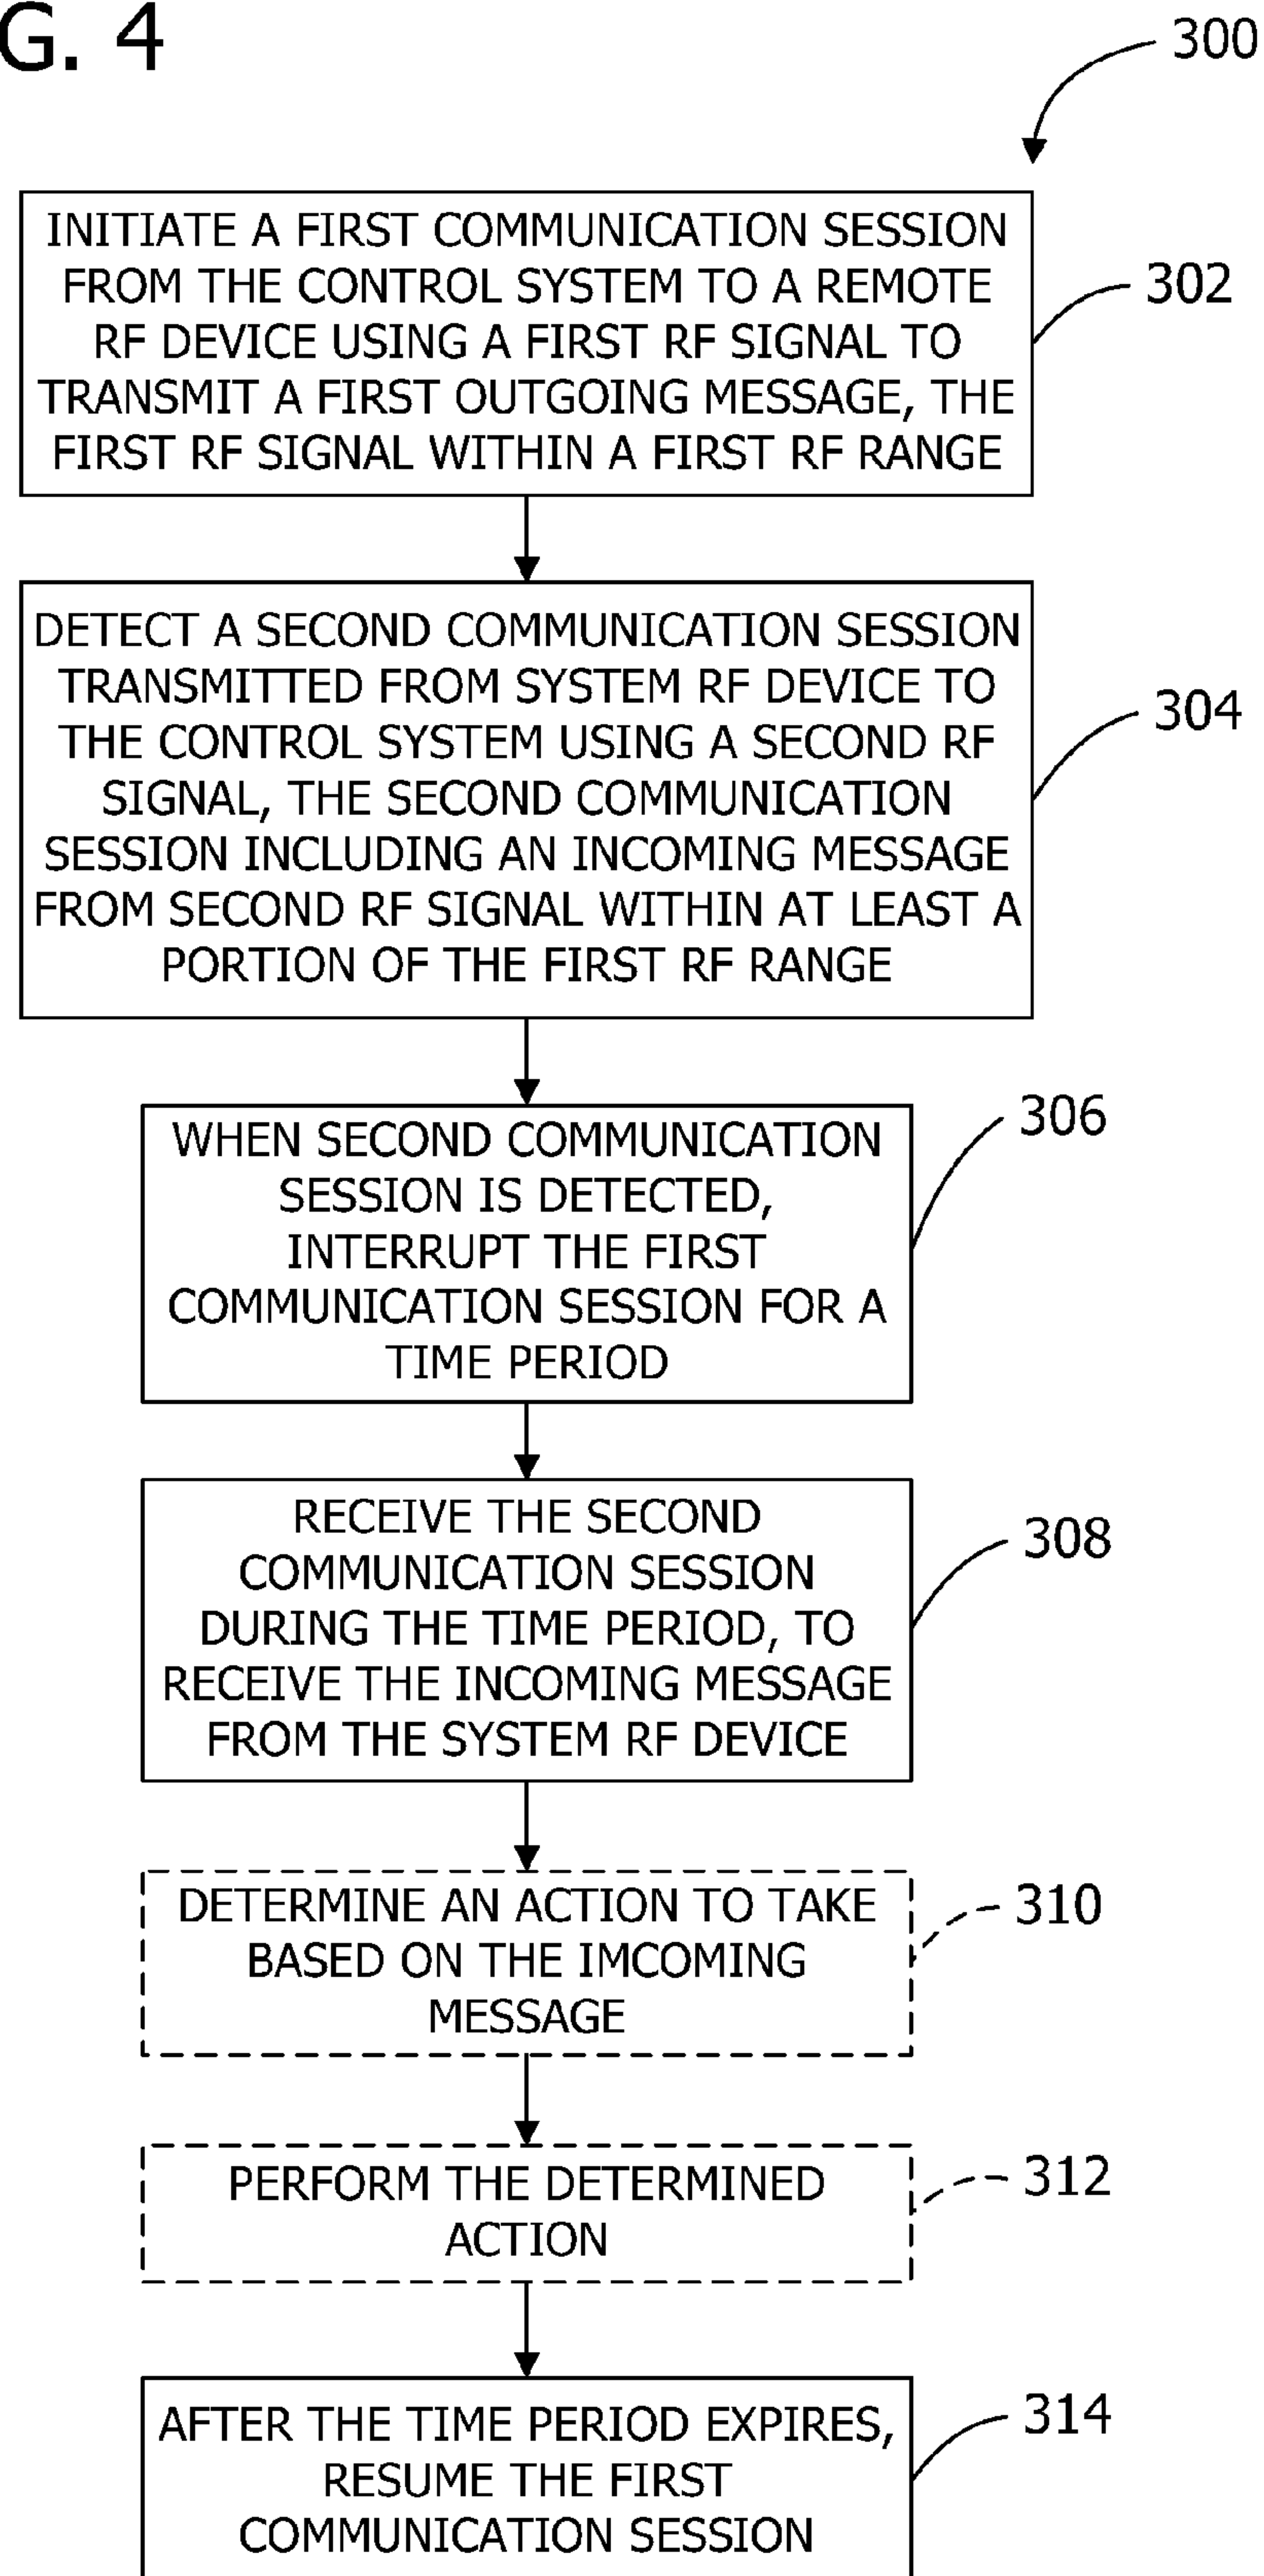 G. 4
300
INITIATE A FIRST COMMUNICATION SESSION
FROM THE CONTROL SYSTEM TO A REMOTE
RF DEVICE USING A FIRST RF SIGNAL TO
TRANSMIT A FIRST OUTGOING MESSAGE, THE
FIRST RF SIGNAL WITHIN A FIRST RF RANGE
302
DETECT A SECOND COMMUNICATION SESSION
TRANSMITTED FROM SYSTEM RF DEVICE TO
THE CONTROL SYSTEM USING A SECOND RF
SIGNAL, THE SECOND COMMUNICATION
SESSION INCLUDING AN INCOMING MESSAGE
FROM SECOND RF SIGNAL WITHIN AT LEAST A
PORTION OF THE FIRST RF RANGE
304
WHEN SECOND COMMUNICATION
SESSION IS DETECTED,
INTERRUPT THE FIRST
COMMUNICATION SESSION FOR A
TIME PERIOD
306
RECEIVE THE SECOND
COMMUNICATION SESSION
DURING THE TIME PERIOD, TO
RECEIVE THE INCOMING MESSAGE
FROM THE SYSTEM RF DEVICE
308
DETERMINE AN ACTION TO TAKE
BASED ON THE IMCOMING
MESSAGE
310
PERFORM THE DETERMINED
ACTION
312
AFTER THE TIME PERIOD EXPIRES,
RESUME THE FIRST
COMMUNICATION SESSION
314